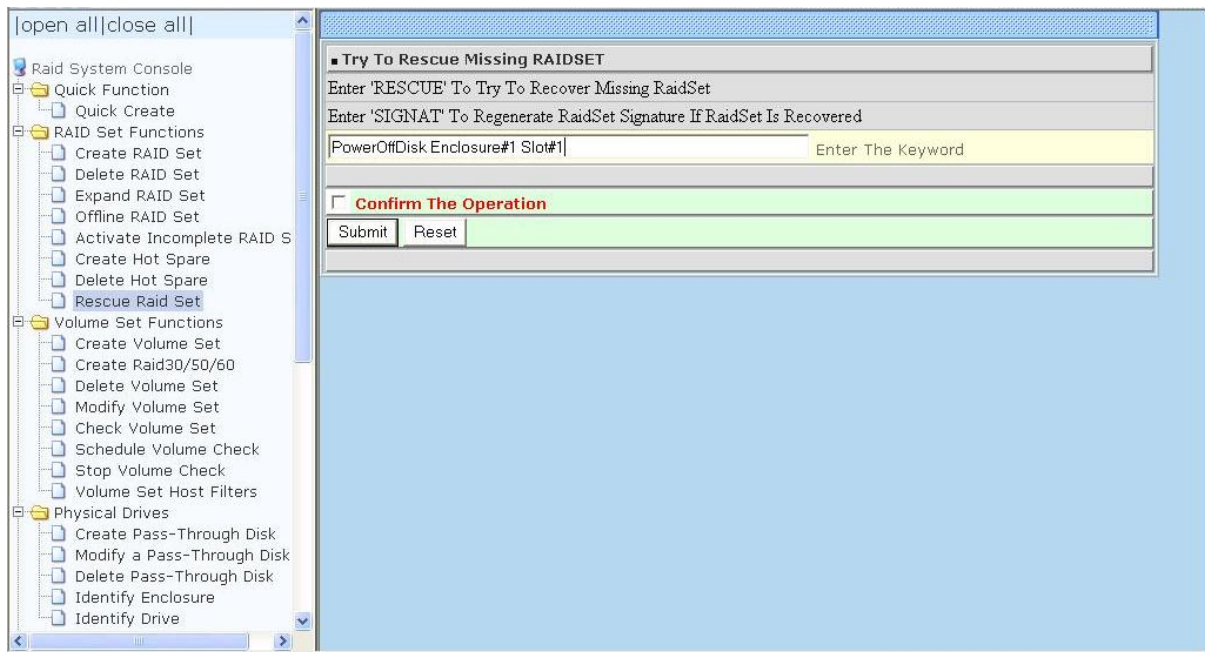 |open all|close all|
Raid System Console
Quick Function
Quick Create
RAID Set Functions
Create RAID Set
Delete RAID Set
Expand RAID Set
Offline RAID Set
Activate Incomplete RAID S
Create Hot Spare
Delete Hot Spare
Rescue Raid Set
Volume Set Functions
Create Volume Set
Create Raid30/50/60
Delete Volume Set
Modify Volume Set
Check Volume Set
Schedule Volume Check
Stop Volume Check
Volume Set Host Filters
Physical Drives
Create Pass-Through Disk
Modify a Pass-Through Disk
Delete Pass-Through Disk
Identify Enclosure
Identify Drive
Try To Rescue Missing RAIDSET
Enter 'RESCUE' To Try To Recover Missing RaidSet
Enter 'SIGNAT' To Regenerate RaidSet Signature If RaidSet Is Recovered
PowerOffDisk Enclosure#1 Slot#1 Enter The Keyword
Confirm The Operation
Submit Reset